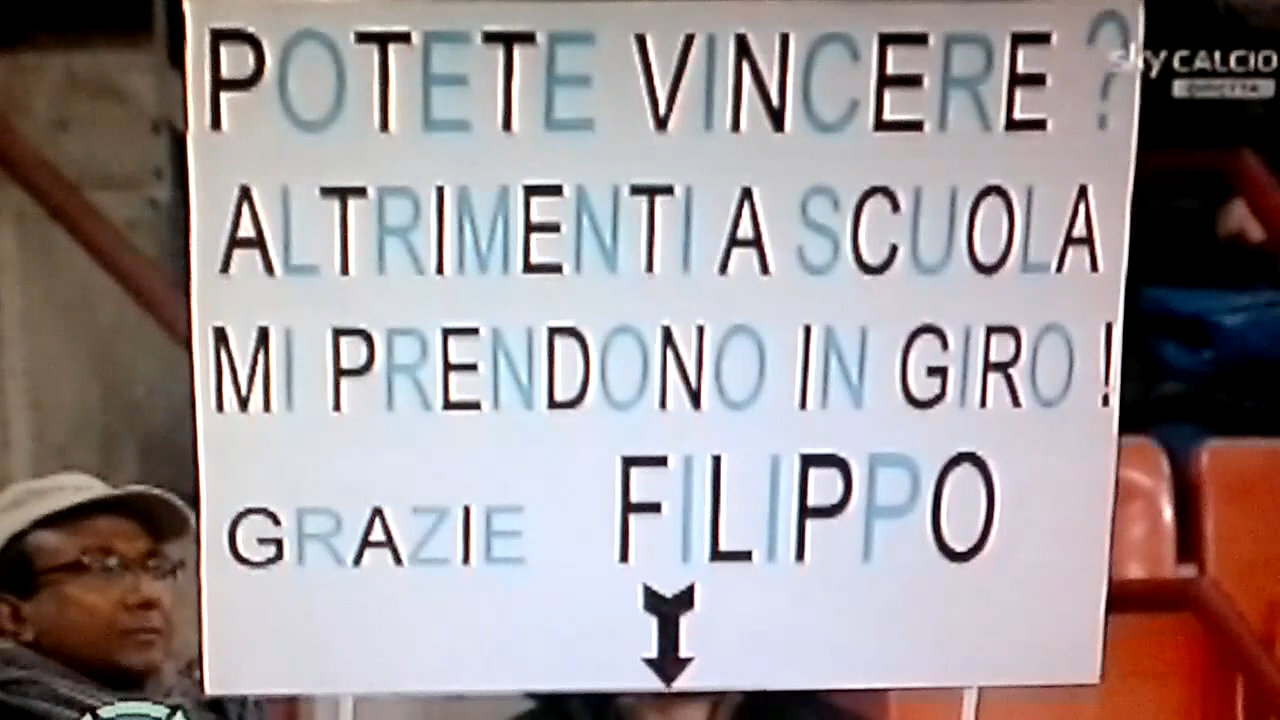 POTETE VINCERE ?
ALTRIMENTI A SCUOLA
MI PRENDONO IN GIRO !
GRAZIE FILIPPO
sky CALCIO
DIRETTA